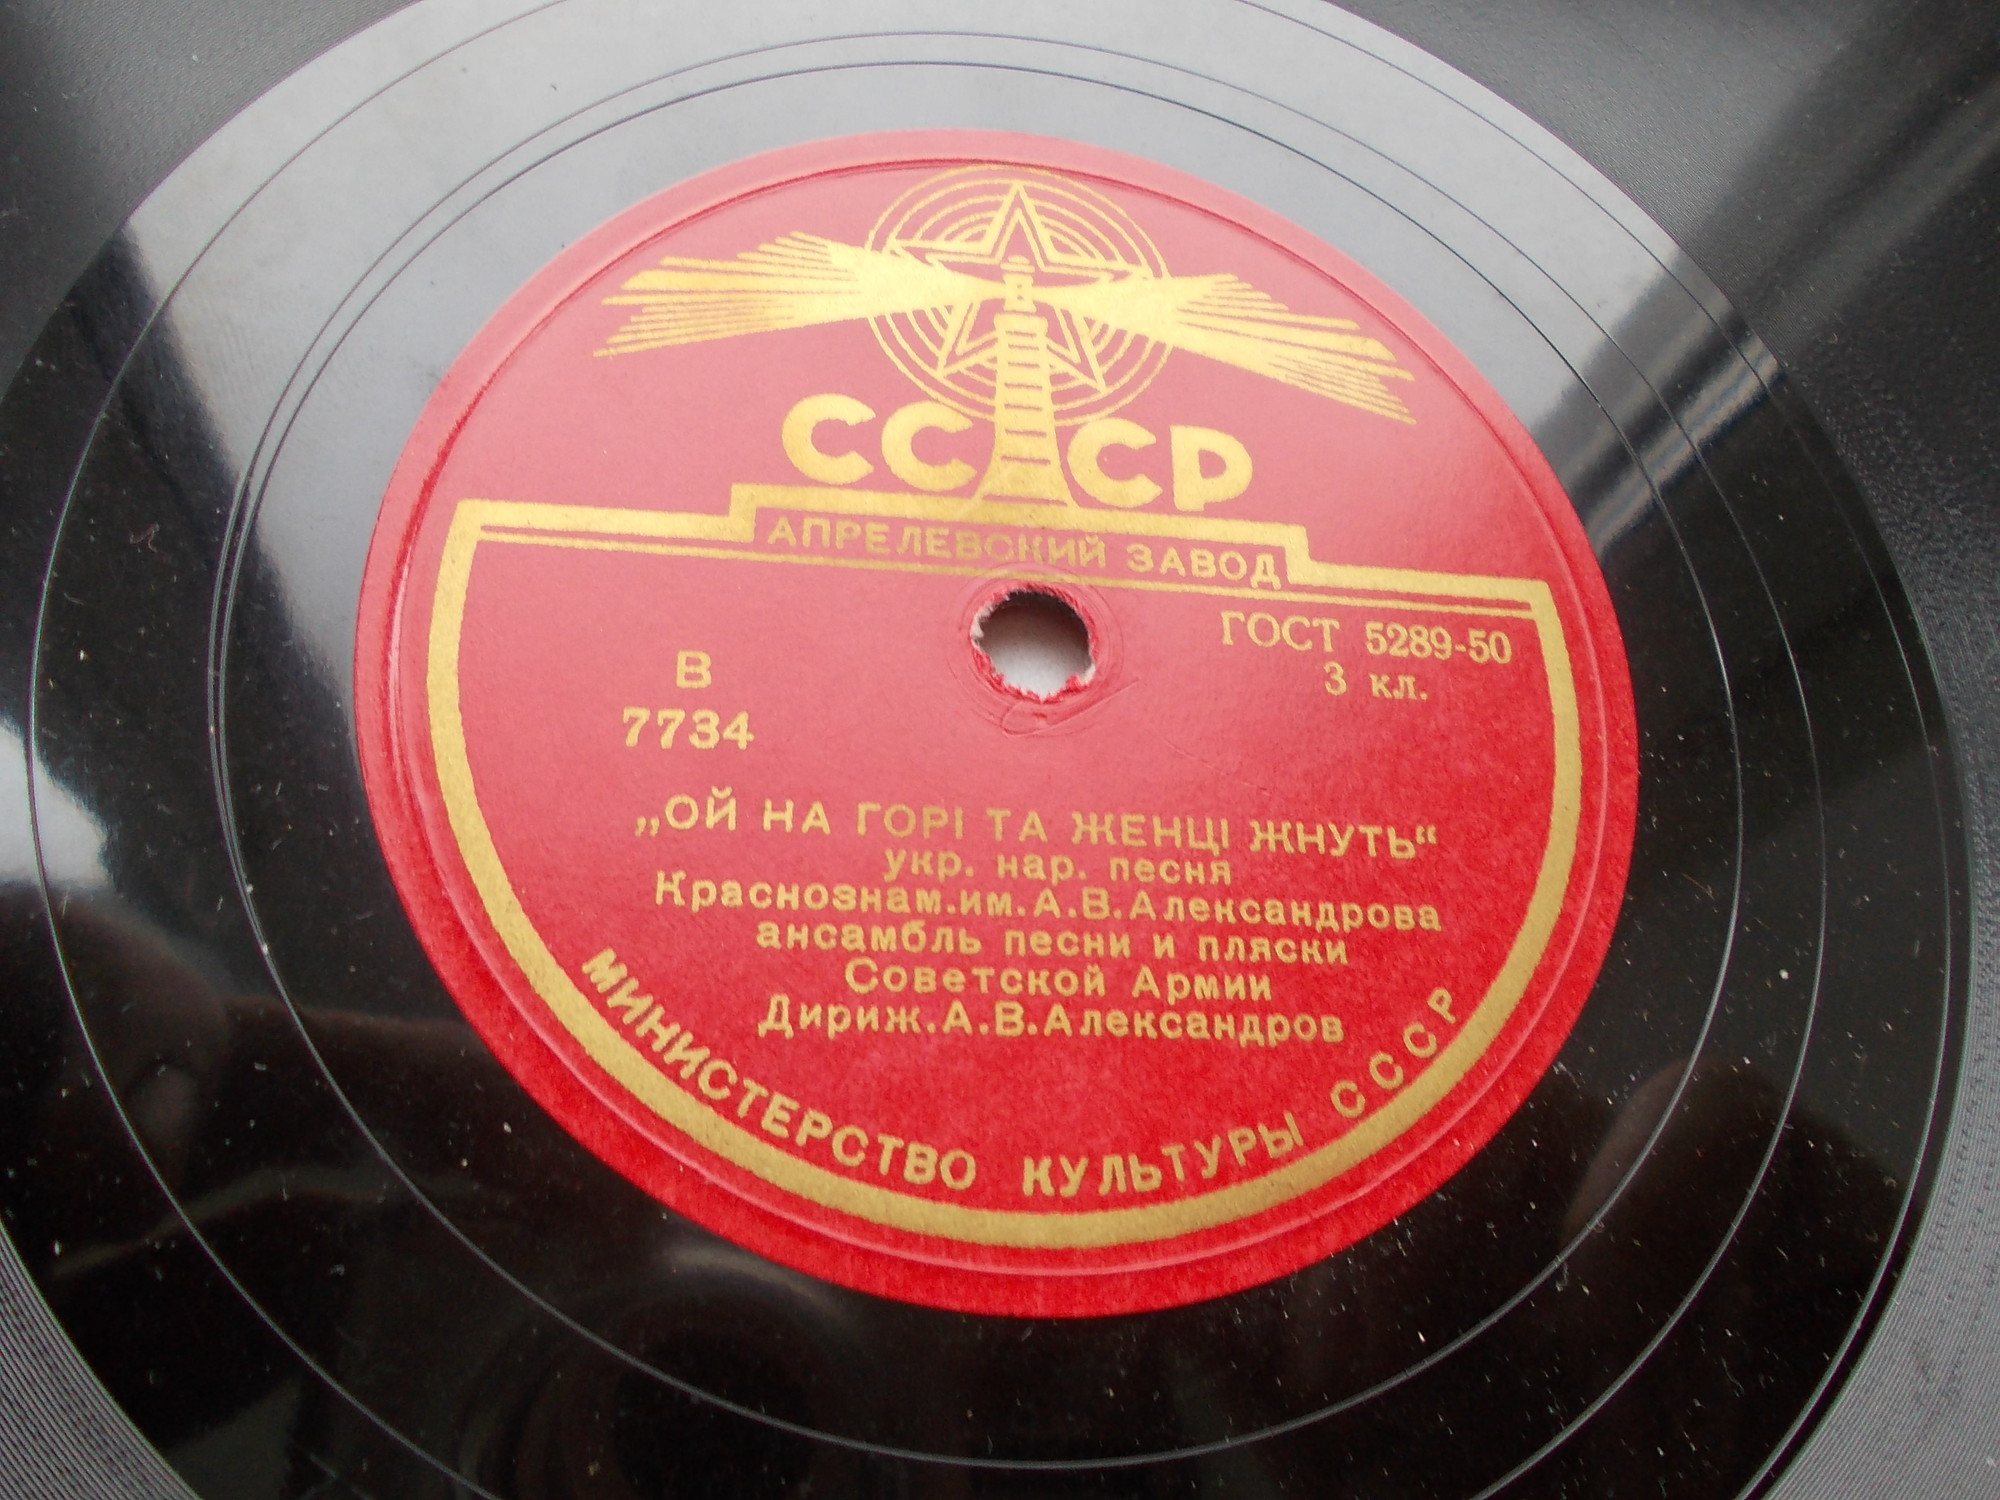 СССР
АПРЕЛЕВСКИЙ ЗАВОД
ГОСТ 5289-50
3 кл.
В
7734
„ОЙ НА ГОРІ ТА ЖЕНЦІ ЖНУТЬ“
укр. нар. песня
Краснознам.им.А.В.Александрова
ансамбль песни и пляски
Советской Армии
Дириж.А.В.Александров
МИНИСТЕРСТВО КУЛЬТУРЫ СССР